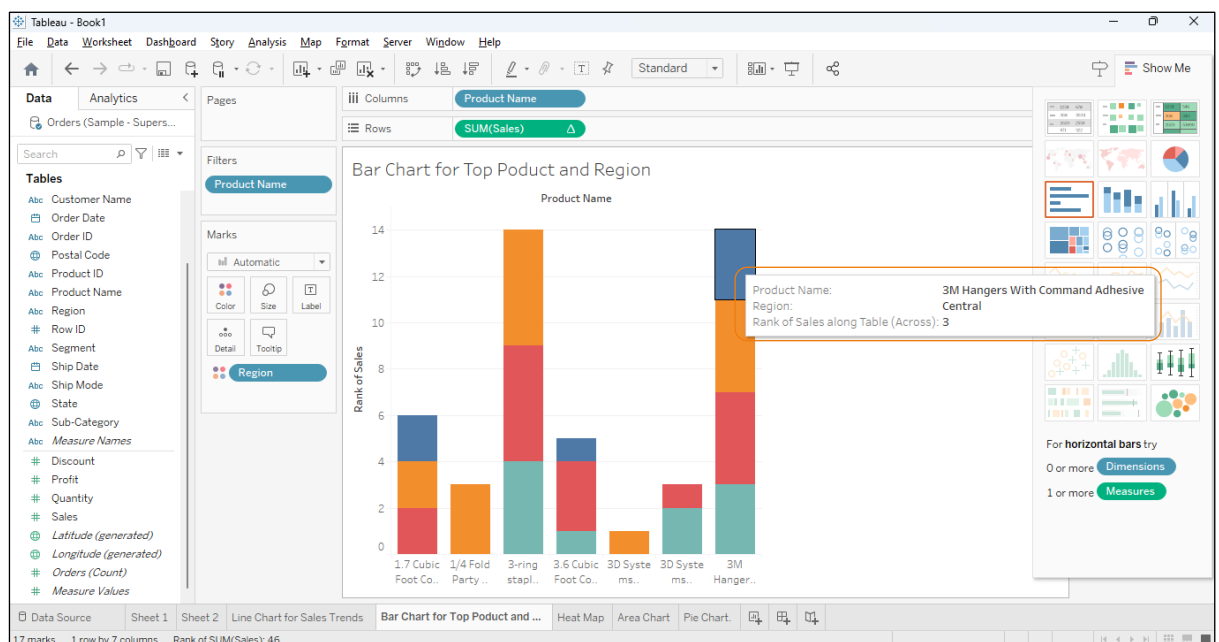 Tableau - Book1
File Data Worksheet Dashboard Story Analysis Map Format Server Window Help
Standard
Show Me
Data Analytics
Orders (Sample - Supers...
Search
Tables
Abc Customer Name
Order Date
Abc Order ID
Postal Code
Abc Product ID
Abc Product Name
Abc Region
# Row ID
Abc Segment
Ship Date
Abc Ship Mode
State
Abc Sub-Category
Abc Measure Names
# Discount
# Profit
# Quantity
# Sales
Latitude (generated)
Longitude (generated)
# Orders (Count)
# Measure Values
Pages
Filters
Product Name
Marks
Automatic
Color Size Label
Detail Tooltip
Region
Columns Product Name
Rows SUM(Sales) Δ
Bar Chart for Top Poduct and Region
Product Name
Rank of Sales
14
12
10
8
6
4
2
0
1.7 Cubic Foot Co..
1/4 Fold Party ..
3-ring stapl..
3.6 Cubic Foot Co..
3D Syste ms..
3D Syste ms..
3M Hanger..
Product Name: 3M Hangers With Command Adhesive
Region: Central
Rank of Sales along Table (Across): 3
For horizontal bars try
0 or more Dimensions
1 or more Measures
Data Source Sheet 1 Sheet 2 Line Chart for Sales Trends Bar Chart for Top Poduct and ... Heat Map Area Chart Pie Chart.
17 marks 1 row by 7 columns Rank of SUM(Sales): 46